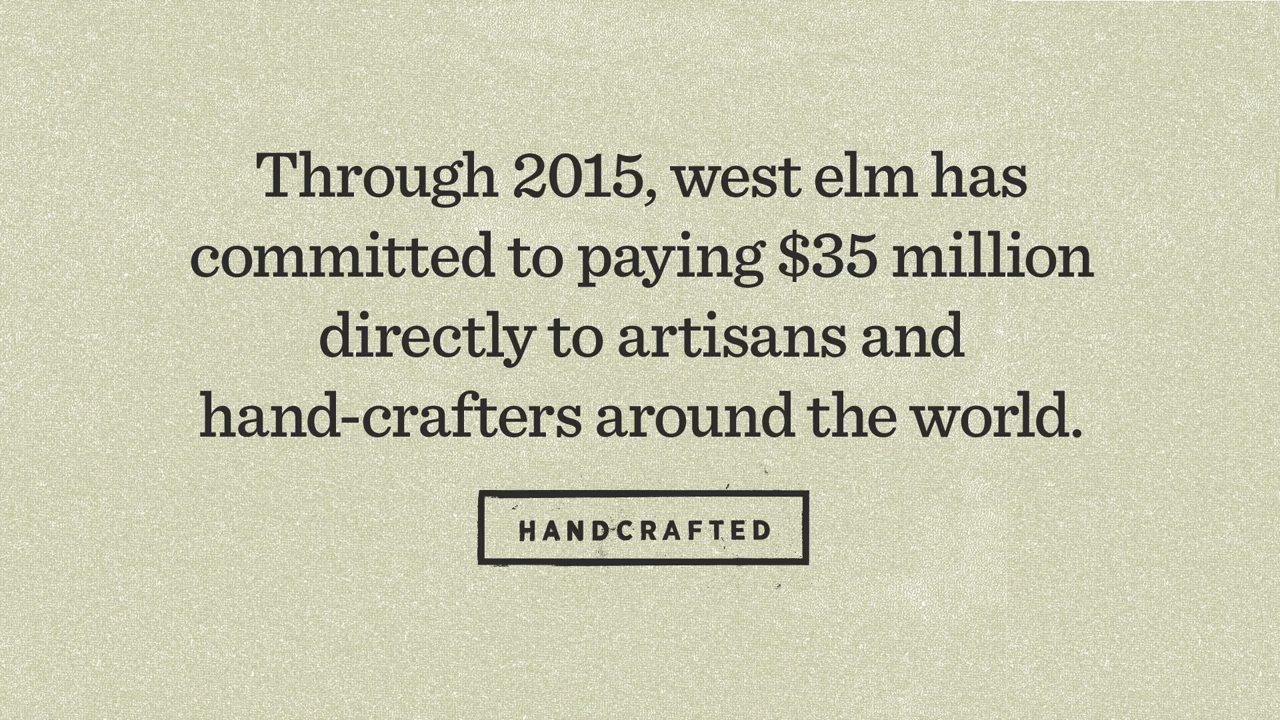 Through 2015, west elm has
committed to paying $35 million
directly to artisans and
hand-crafters around the world.
HANDCRAFTED